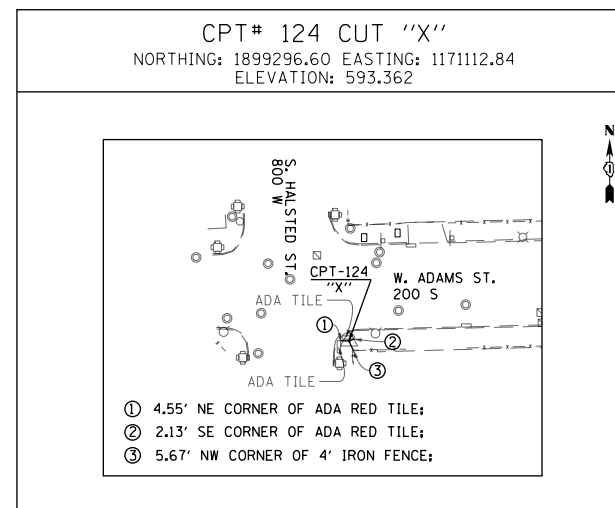 CPT# 124 CUT "X"
NORTHING: 1899296.60 EASTING: 1171112.84
ELEVATION: 593.362
N
S. HALSTED ST.
800 W
CPT-124
"X"
W. ADAMS ST.
200 S
ADA TILE
1
2
3
ADA TILE
1 4.55' NE CORNER OF ADA RED TILE;
2 2.13' SE CORNER OF ADA RED TILE;
3 5.67' NW CORNER OF 4' IRON FENCE;